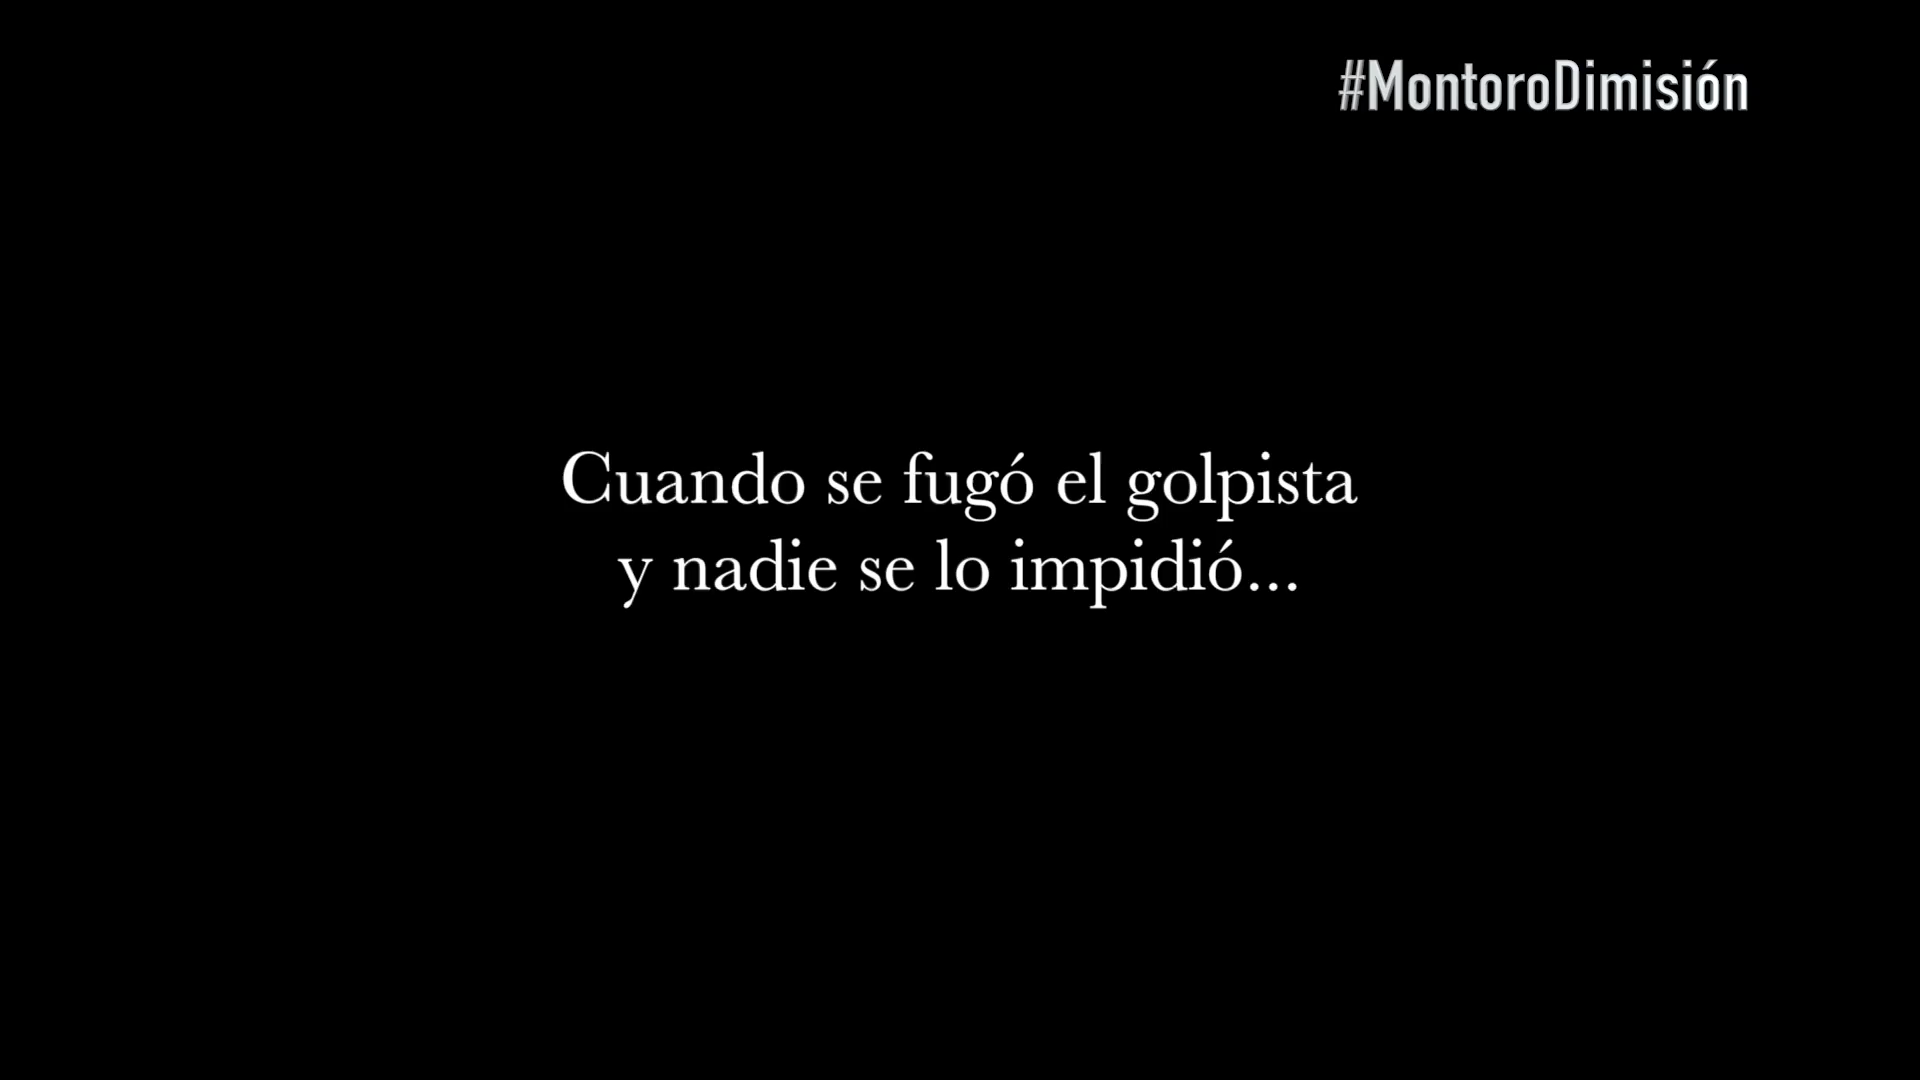 #MontoroDimisión
Cuando se fugó el golpista
y nadie se lo impidió...